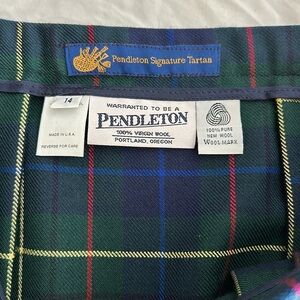 Pendleton Signature Tartan
14
MADE IN U.S.A.
REVERSE FOR CARE
WARRANTED TO BE A
PENDLETON
100% VIRGIN WOOL
PORTLAND, OREGON
100% PURE
NEW WOOL
WOOLMARK